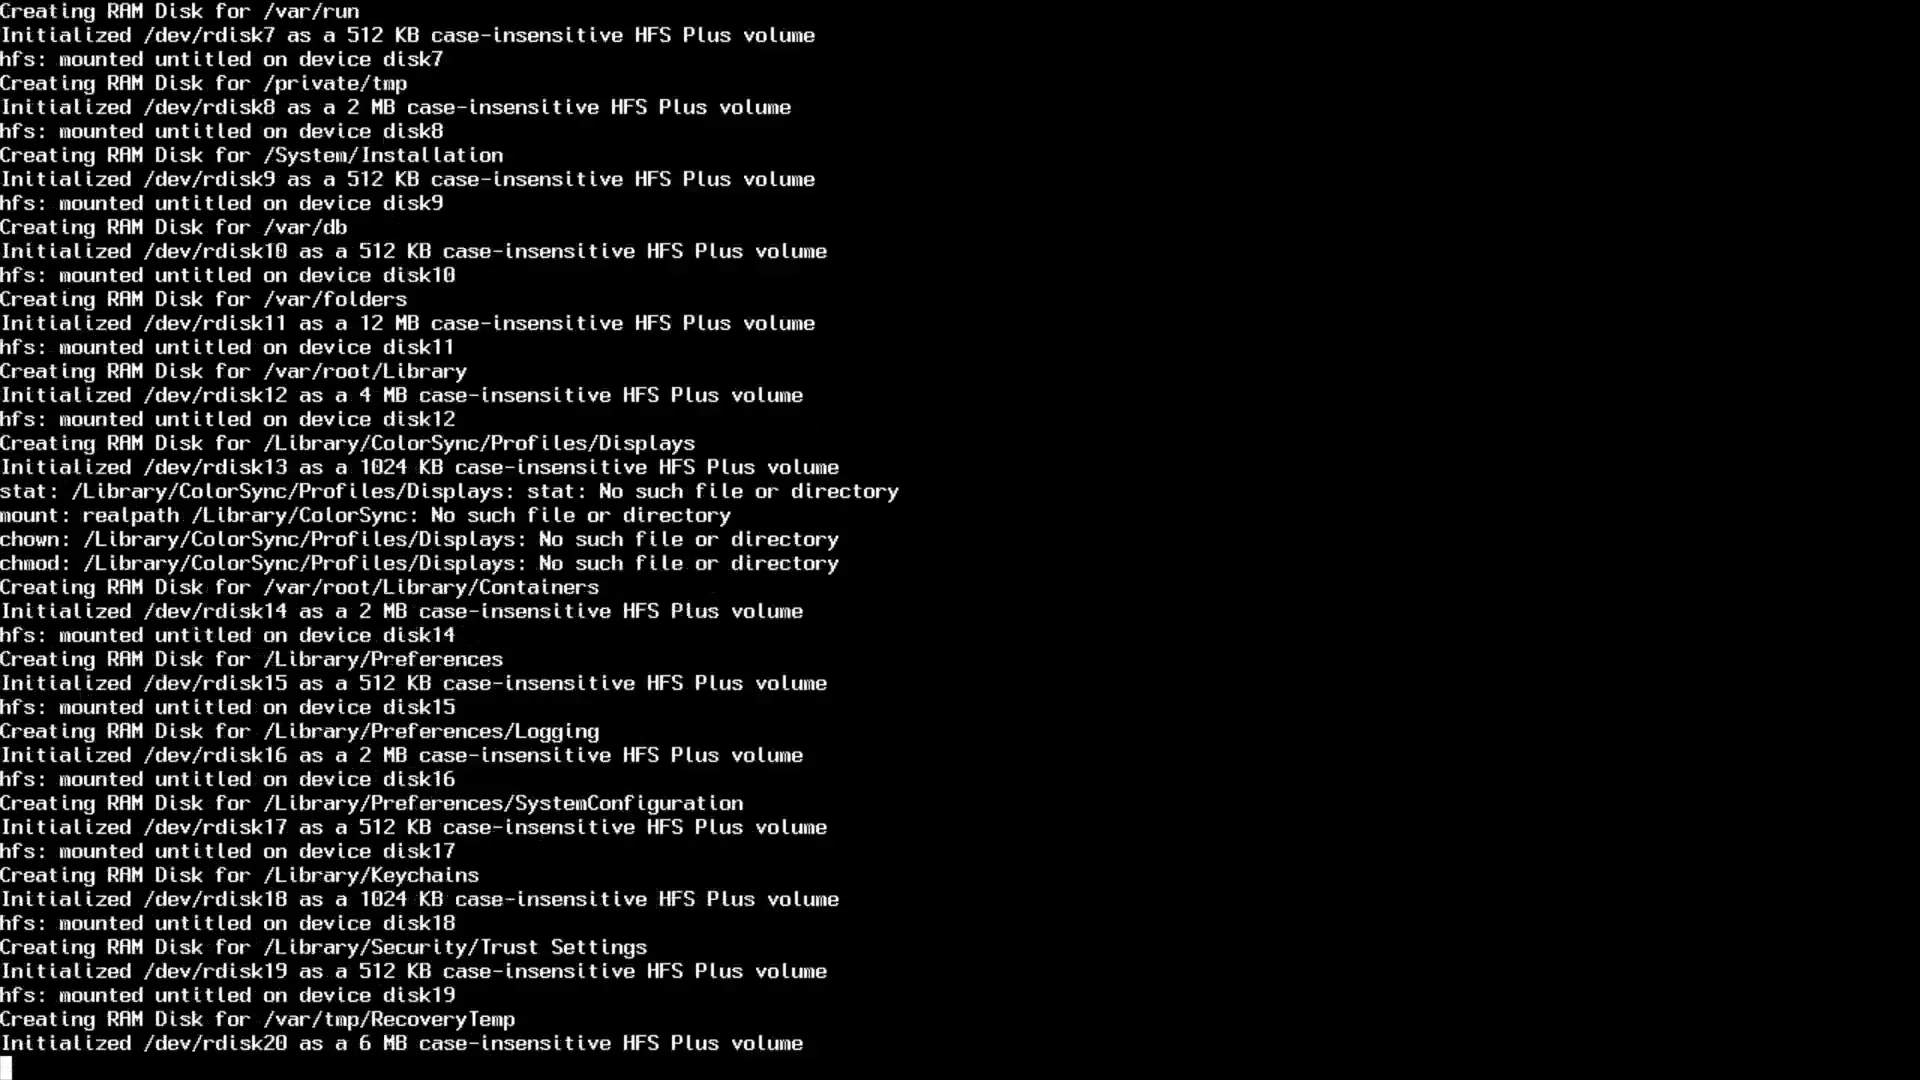 Creating RAM Disk for /var/run
Initialized /dev/rdisk7 as a 512 KB case-insensitive HFS Plus volume
hfs: mounted untitled on device disk7
Creating RAM Disk for /private/tmp
Initialized /dev/rdisk8 as a 2 MB case-insensitive HFS Plus volume
hfs: mounted untitled on device disk8
Creating RAM Disk for /System/Installation
Initialized /dev/rdisk9 as a 512 KB case-insensitive HFS Plus volume
hfs: mounted untitled on device disk9
Creating RAM Disk for /var/db
Initialized /dev/rdisk10 as a 512 KB case-insensitive HFS Plus volume
hfs: mounted untitled on device disk10
Creating RAM Disk for /var/folders
Initialized /dev/rdisk11 as a 12 MB case-insensitive HFS Plus volume
hfs: mounted untitled on device disk11
Creating RAM Disk for /var/root/Library
Initialized /dev/rdisk12 as a 4 MB case-insensitive HFS Plus volume
hfs: mounted untitled on device disk12
Creating RAM Disk for /Library/ColorSync/Profiles/Displays
Initialized /dev/rdisk13 as a 1024 KB case-insensitive HFS Plus volume
stat: /Library/ColorSync/Profiles/Displays: stat: No such file or directory
mount: realpath /Library/ColorSync: No such file or directory
chown: /Library/ColorSync/Profiles/Displays: No such file or directory
chmod: /Library/ColorSync/Profiles/Displays: No such file or directory
Creating RAM Disk for /var/root/Library/Containers
Initialized /dev/rdisk14 as a 2 MB case-insensitive HFS Plus volume
hfs: mounted untitled on device disk14
Creating RAM Disk for /Library/Preferences
Initialized /dev/rdisk15 as a 512 KB case-insensitive HFS Plus volume
hfs: mounted untitled on device disk15
Creating RAM Disk for /Library/Preferences/Logging
Initialized /dev/rdisk16 as a 2 MB case-insensitive HFS Plus volume
hfs: mounted untitled on device disk16
Creating RAM Disk for /Library/Preferences/SystemConfiguration
Initialized /dev/rdisk17 as a 512 KB case-insensitive HFS Plus volume
hfs: mounted untitled on device disk17
Creating RAM Disk for /Library/Keychains
Initialized /dev/rdisk18 as a 1024 KB case-insensitive HFS Plus volume
hfs: mounted untitled on device disk18
Creating RAM Disk for /Library/Security/Trust Settings
Initialized /dev/rdisk19 as a 512 KB case-insensitive HFS Plus volume
hfs: mounted untitled on device disk19
Creating RAM Disk for /var/tmp/RecoveryTemp
Initialized /dev/rdisk20 as a 6 MB case-insensitive HFS Plus volume